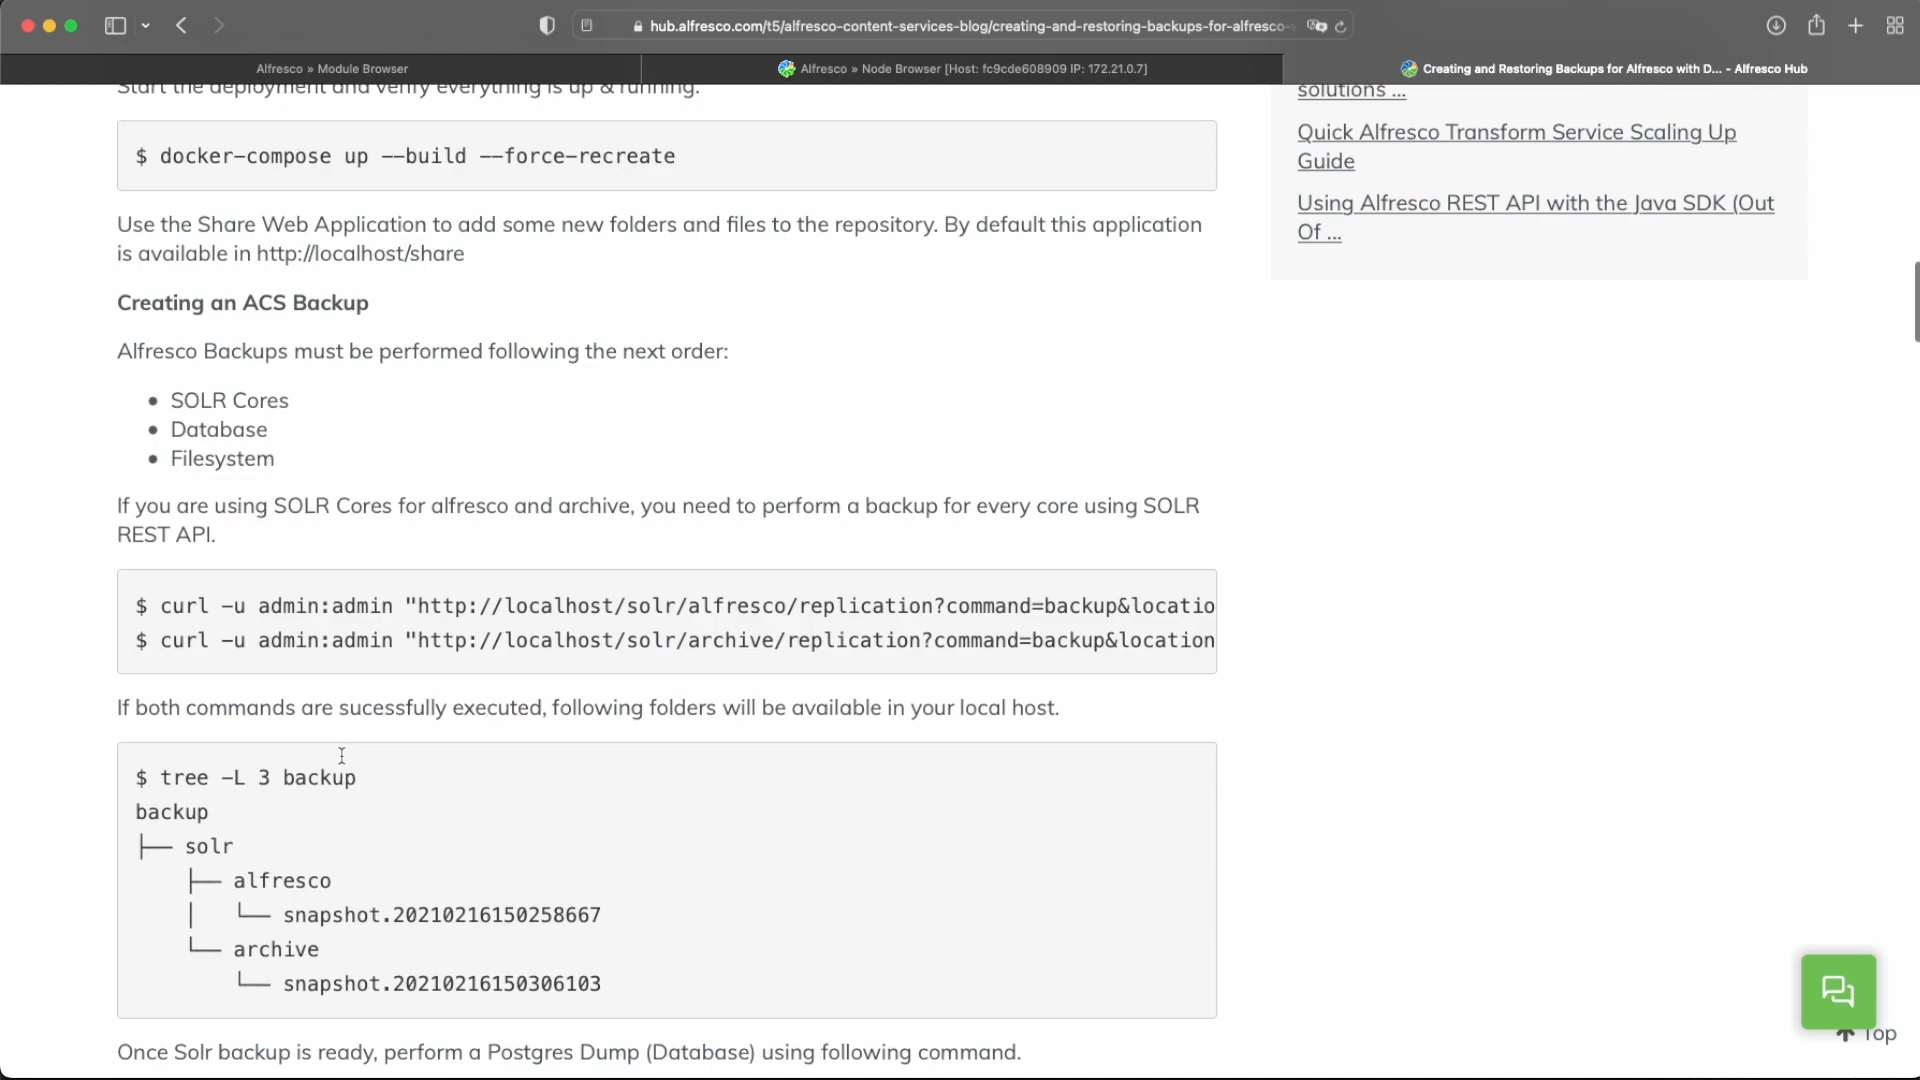 hub.alfresco.com/t5/alfresco-content-services-blog/creating-and-restoring-backups-for-alfresco-
Alfresco » Module Browser
Alfresco » Node Browser [Host: fc9cde608909 IP: 172.21.0.7]
Creating and Restoring Backups for Alfresco with D... - Alfresco Hub
Start the deployment and verify everything is up & running.
$ docker-compose up --build --force-recreate
Use the Share Web Application to add some new folders and files to the repository. By default this application
is available in http://localhost/share
Creating an ACS Backup
Alfresco Backups must be performed following the next order:
• SOLR Cores
• Database
• Filesystem
If you are using SOLR Cores for alfresco and archive, you need to perform a backup for every core using SOLR
REST API.
$ curl -u admin:admin "http://localhost/solr/alfresco/replication?command=backup&locatio
$ curl -u admin:admin "http://localhost/solr/archive/replication?command=backup&location
If both commands are sucessfully executed, following folders will be available in your local host.
$ tree -L 3 backup
backup
├── solr
    ├── alfresco
    │   └── snapshot.20210216150258667
    └── archive
        └── snapshot.20210216150306103
Once Solr backup is ready, perform a Postgres Dump (Database) using following command.
solutions ...
Quick Alfresco Transform Service Scaling Up
Guide
Using Alfresco REST API with the Java SDK (Out
Of ...
Top